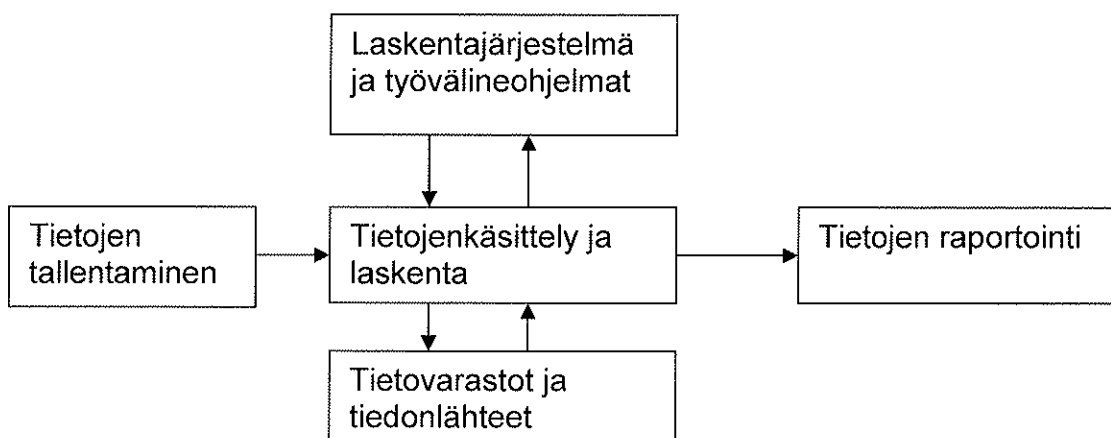 Laskentajärjestelmä
ja työvälineohjelmat
Tietojen
tallentaminen
Tietojenkäsittely ja
laskenta
Tietojen raportointi
Tietovarastot ja
tiedonlähteet